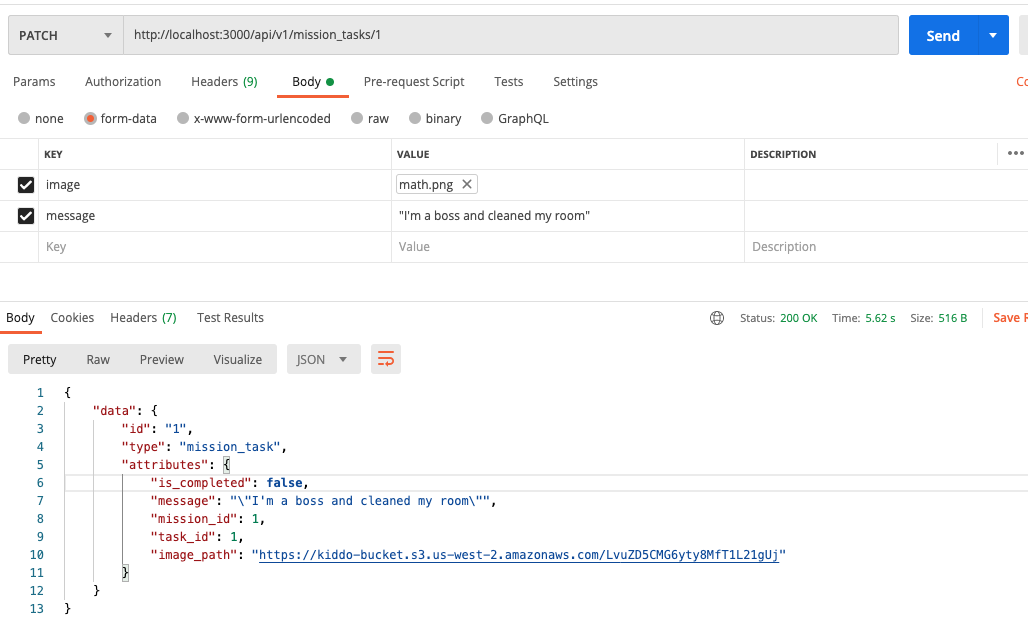 PATCH http://localhost:3000/api/v1/mission_tasks/1 Send
Params Authorization Headers (9) Body Pre-request Script Tests Settings Co
none form-data x-www-form-urlencoded raw binary GraphQL
KEY VALUE DESCRIPTION
image math.png
message "I'm a boss and cleaned my room"
Key Value Description
Body Cookies Headers (7) Test Results Status: 200 OK Time: 5.62 s Size: 516 B Save R
Pretty Raw Preview Visualize JSON
1 {
2 "data": {
3 "id": "1",
4 "type": "mission_task",
5 "attributes": {
6 "is_completed": false,
7 "message": "\"I'm a boss and cleaned my room\"",
8 "mission_id": 1,
9 "task_id": 1,
10 "image_path": "https://kiddo-bucket.s3.us-west-2.amazonaws.com/LvuZD5CMG6yty8MfT1L21gUj"
11 }
12 }
13 }